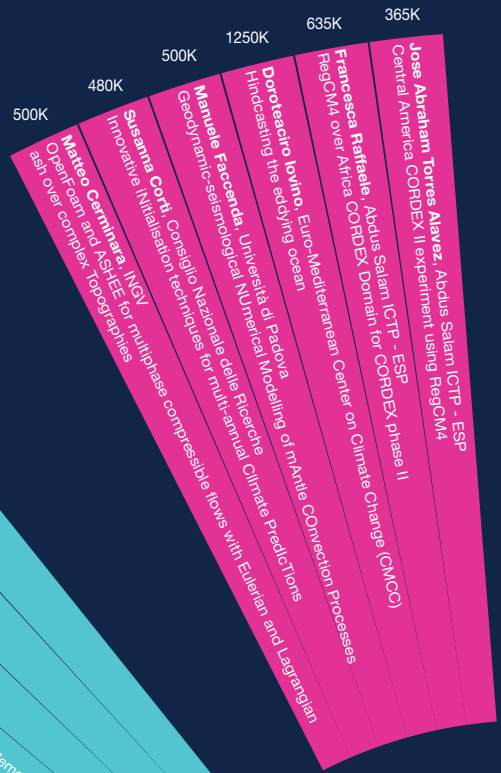 500K
Matteo Cerminara, INGV
OpenFoam and ASHEE for multiphase compressible flows with Eulerian and Lagrangian
ash over complex Topographies
480K
Susanna Corti, Consiglio Nazionale delle Ricerche
Innovative iNitialisation techniques for multi-annual Climate PredIcTions
500K
Manuele Faccenda, Università di Padova
Geodynamic-seismological NUmerical Modelling of mAntle COnvection Processes
1250K
Doroteaciro Iovino, Euro-Mediterranean Center on Climate Change (CMCC)
Hindcasting the eddying ocean
635K
Francesca Raffaele, Abdus Salam ICTP - ESP
RegCM4 over Africa CORDEX Domain for CORDEX phase II
365K
Jose Abraham Torres Alavez, Abdus Salam ICTP - ESP
Central America CORDEX II experiment using RegCM4